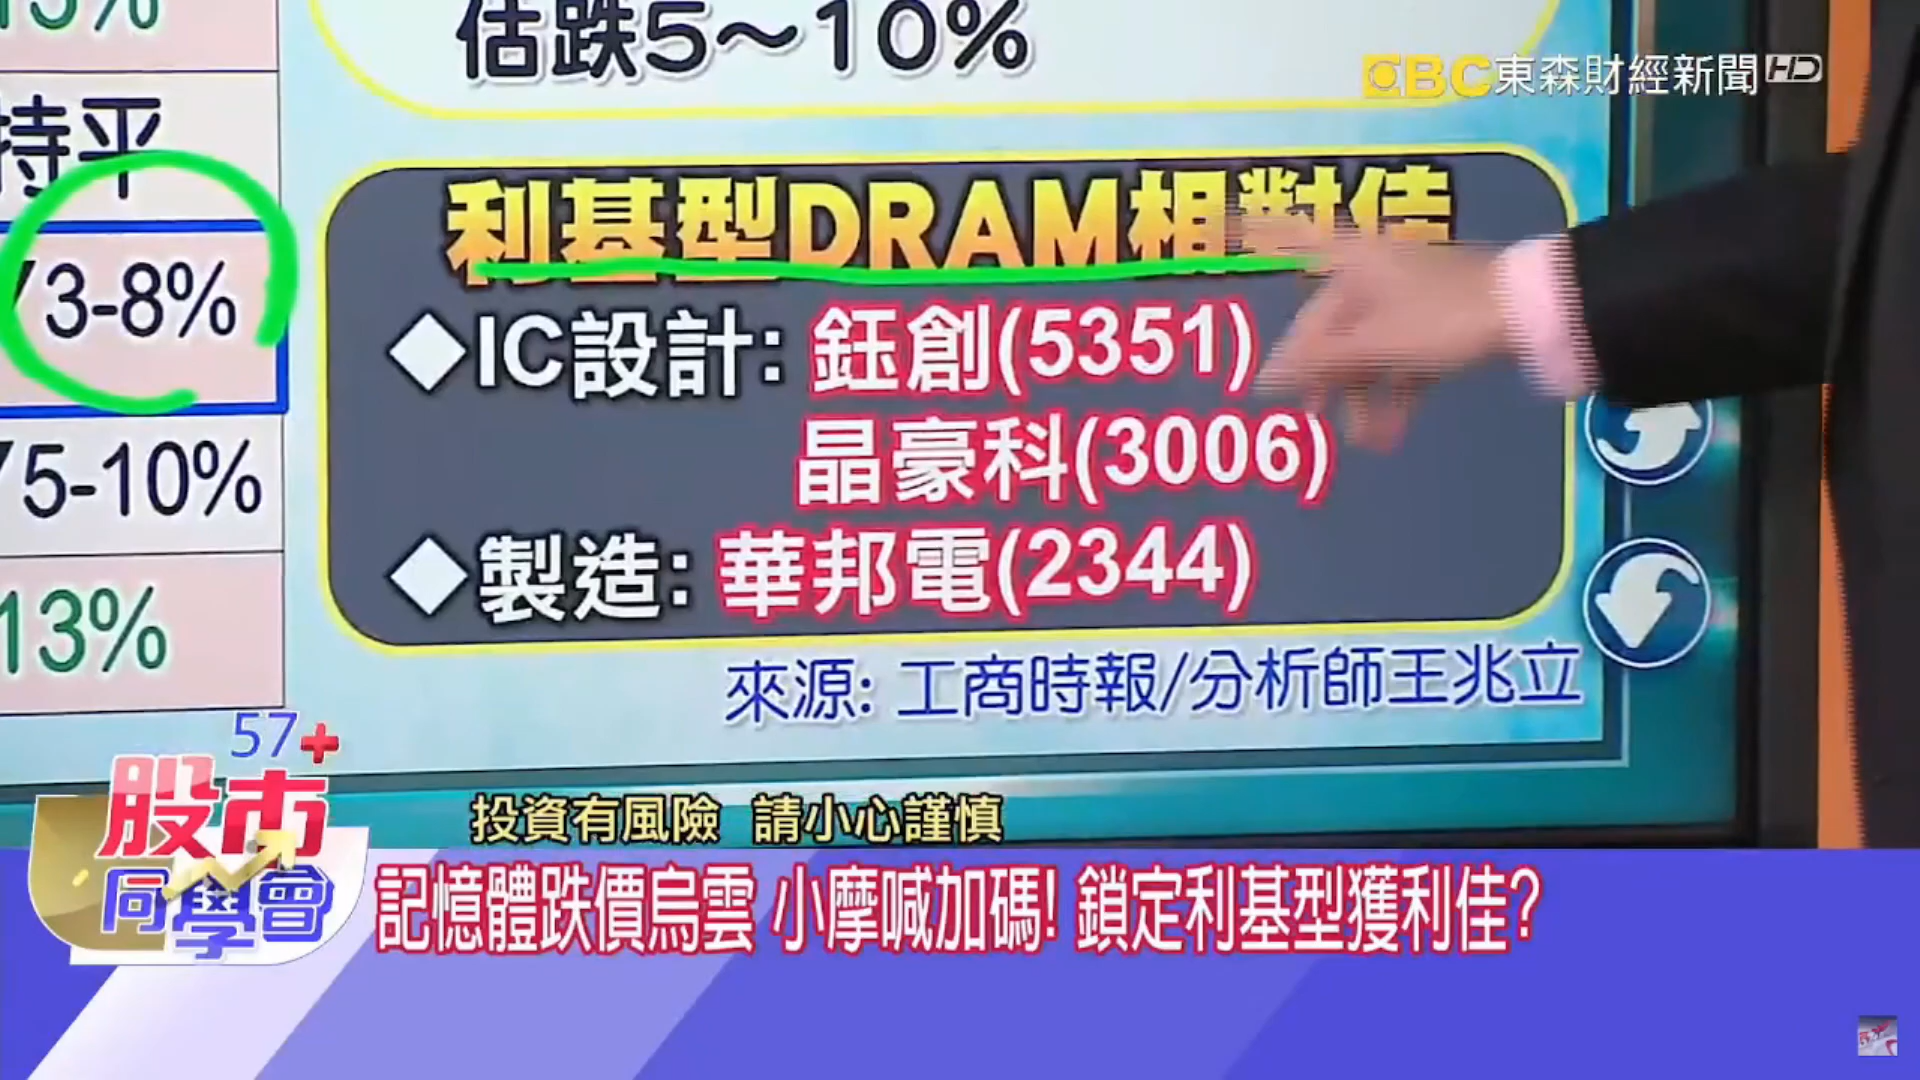 估跌5～10%
EBC東森財經新聞HD
持平
3-8%
5-10%
13%
利基型DRAM相對佳
◆IC設計: 鈺創(5351)
晶豪科(3006)
◆製造: 華邦電(2344)
來源: 工商時報/分析師王兆立
57+
股市
同學會
投資有風險 請小心謹慎
記憶體跌價烏雲 小摩喊加碼! 鎖定利基型獲利佳?